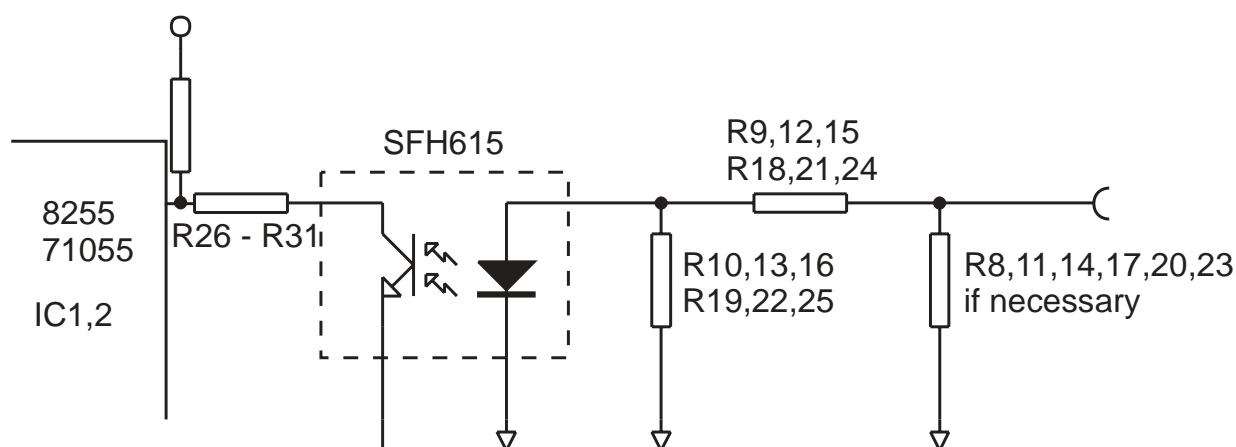 SFH615
R9,12,15
R18,21,24
8255
71055
R26 - R31
IC1,2
R10,13,16
R19,22,25
R8,11,14,17,20,23
if necessary